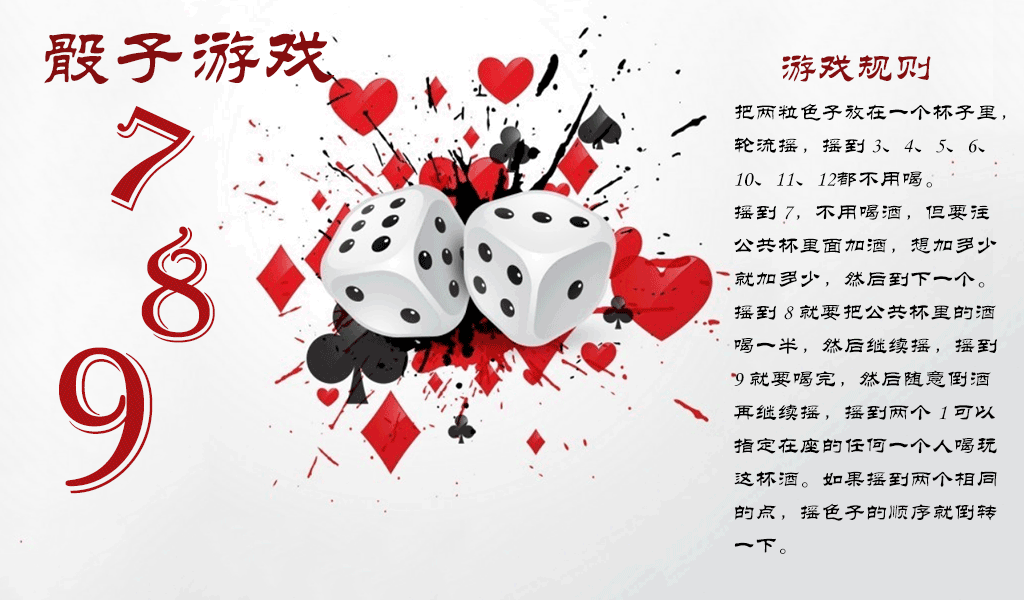 骰子游戏
7
8
9
游戏规则
把两粒色子放在一个杯子里，
轮流摇，摇到 3、4、5、6、
10、11、12都不用喝。
摇到 7，不用喝酒，但要往
公共杯里面加酒，想加多少
就加多少，然后到下一个。
摇到 8 就要把公共杯里的酒
喝一半，然后继续摇，摇到
9 就要喝完，然后随意倒酒
再继续摇，摇到两个 1 可以
指定在座的任何一个人喝玩
这杯酒。如果摇到两个相同
的点，摇色子的顺序就倒转
一下。